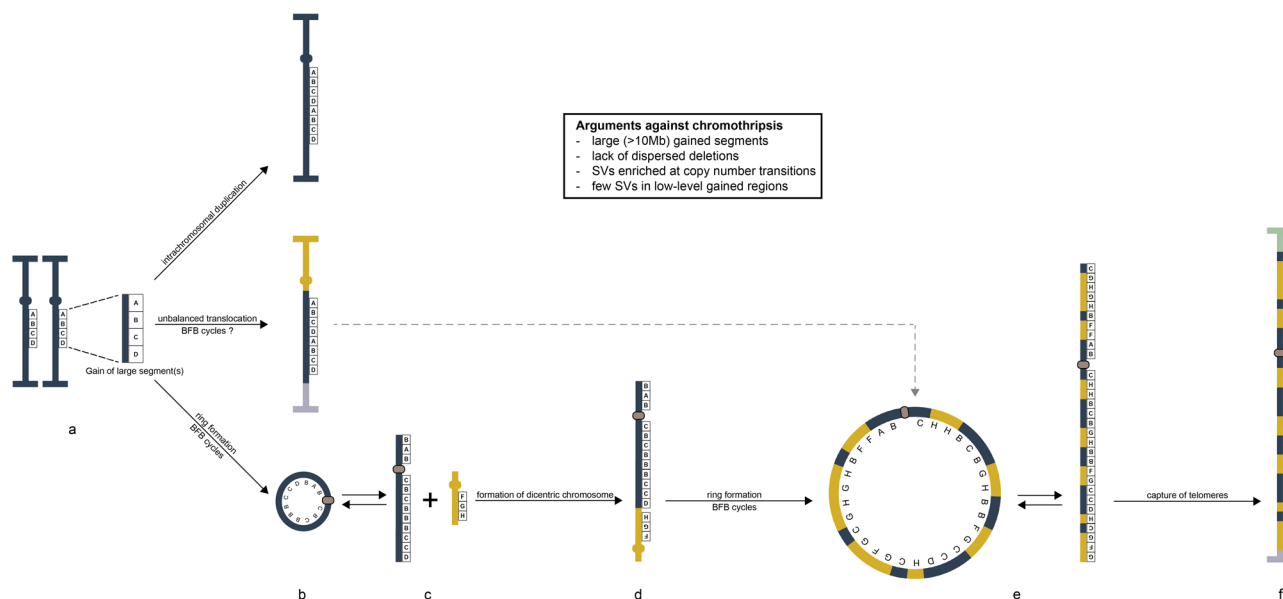 A
B
C
D
A
B
C
D
Arguments against chromothripsis
- large (>10Mb) gained segments
- lack of dispersed deletions
- SVs enriched at copy number transitions
- few SVs in low-level gained regions
intrachromosomal duplication
A
B
C
D
A
B
C
D
A
B
C
D
Gain of large segment(s)
unbalanced translocation
BFB cycles ?
A
B
C
D
A
B
C
D
a
ring formation
BFB cycles
B A B C B C B B B C C D
b
B
A
B
C
B
C
B
B
B
C
C
D
+
F
G
H
c
formation of dicentric chromosome
B
A
B
C
B
C
B
B
B
C
C
D
H
G
F
d
ring formation
BFB cycles
C H H B C B G H B B F G C C D H C G F G C G H G H B F F A B
C
G
H
G
H
B
F
F
A
B
C
H
H
B
C
B
G
H
B
B
F
G
C
C
D
H
C
G
F
G
e
capture of telomeres
f